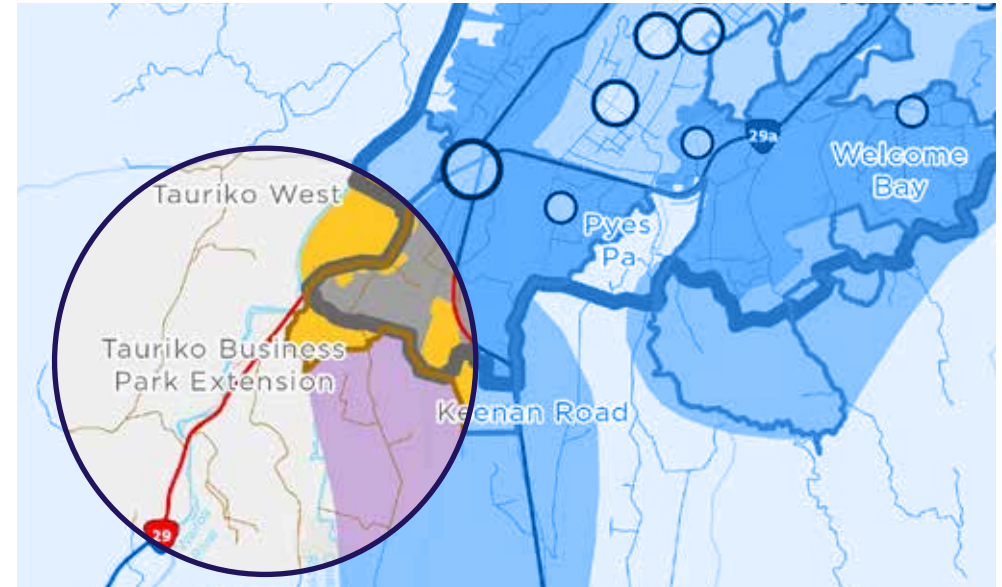 29a
Welcome
Bay
Tauriko West
Pyes
Pa
Tauriko Business
Park Extension
Keenan Road
29